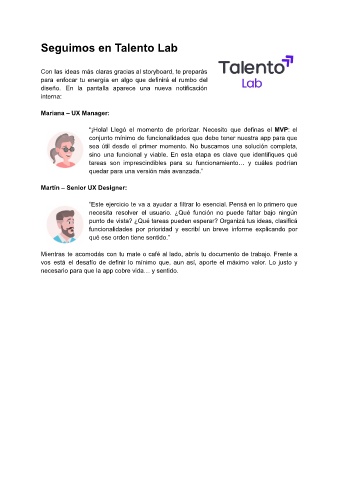 Seguimos en Talento Lab
Talento
Lab
Con las ideas más claras gracias al storyboard, te preparás
para enfocar tu energía en algo que definirá el rumbo del
diseño. En la pantalla aparece una nueva notificación
interna:
Mariana – UX Manager:
"¡Hola! Llegó el momento de priorizar. Necesito que definas el MVP: el
conjunto mínimo de funcionalidades que debe tener nuestra app para que
sea útil desde el primer momento. No buscamos una solución completa,
sino una funcional y viable. En esta etapa es clave que identifiques qué
tareas son imprescindibles para su funcionamiento… y cuáles podrían
quedar para una versión más avanzada."
Martín – Senior UX Designer:
"Este ejercicio te va a ayudar a filtrar lo esencial. Pensá en lo primero que
necesita resolver el usuario. ¿Qué función no puede faltar bajo ningún
punto de vista? ¿Qué tareas pueden esperar? Organizá tus ideas, clasificá
funcionalidades por prioridad y escribí un breve informe explicando por
qué ese orden tiene sentido."
Mientras te acomodás con tu mate o café al lado, abrís tu documento de trabajo. Frente a
vos está el desafío de definir lo mínimo que, aun así, aporte el máximo valor. Lo justo y
necesario para que la app cobre vida… y sentido.